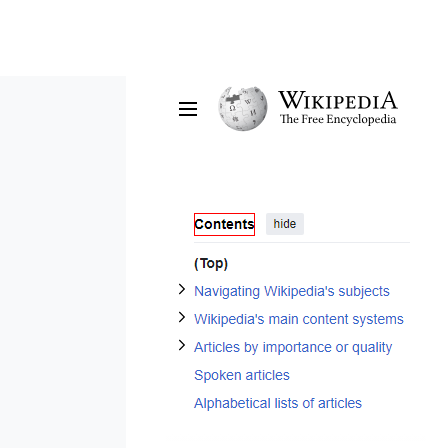 WIKIPEDIA
The Free Encyclopedia
Contents hide
(Top)
Navigating Wikipedia's subjects
Wikipedia's main content systems
Articles by importance or quality
Spoken articles
Alphabetical lists of articles